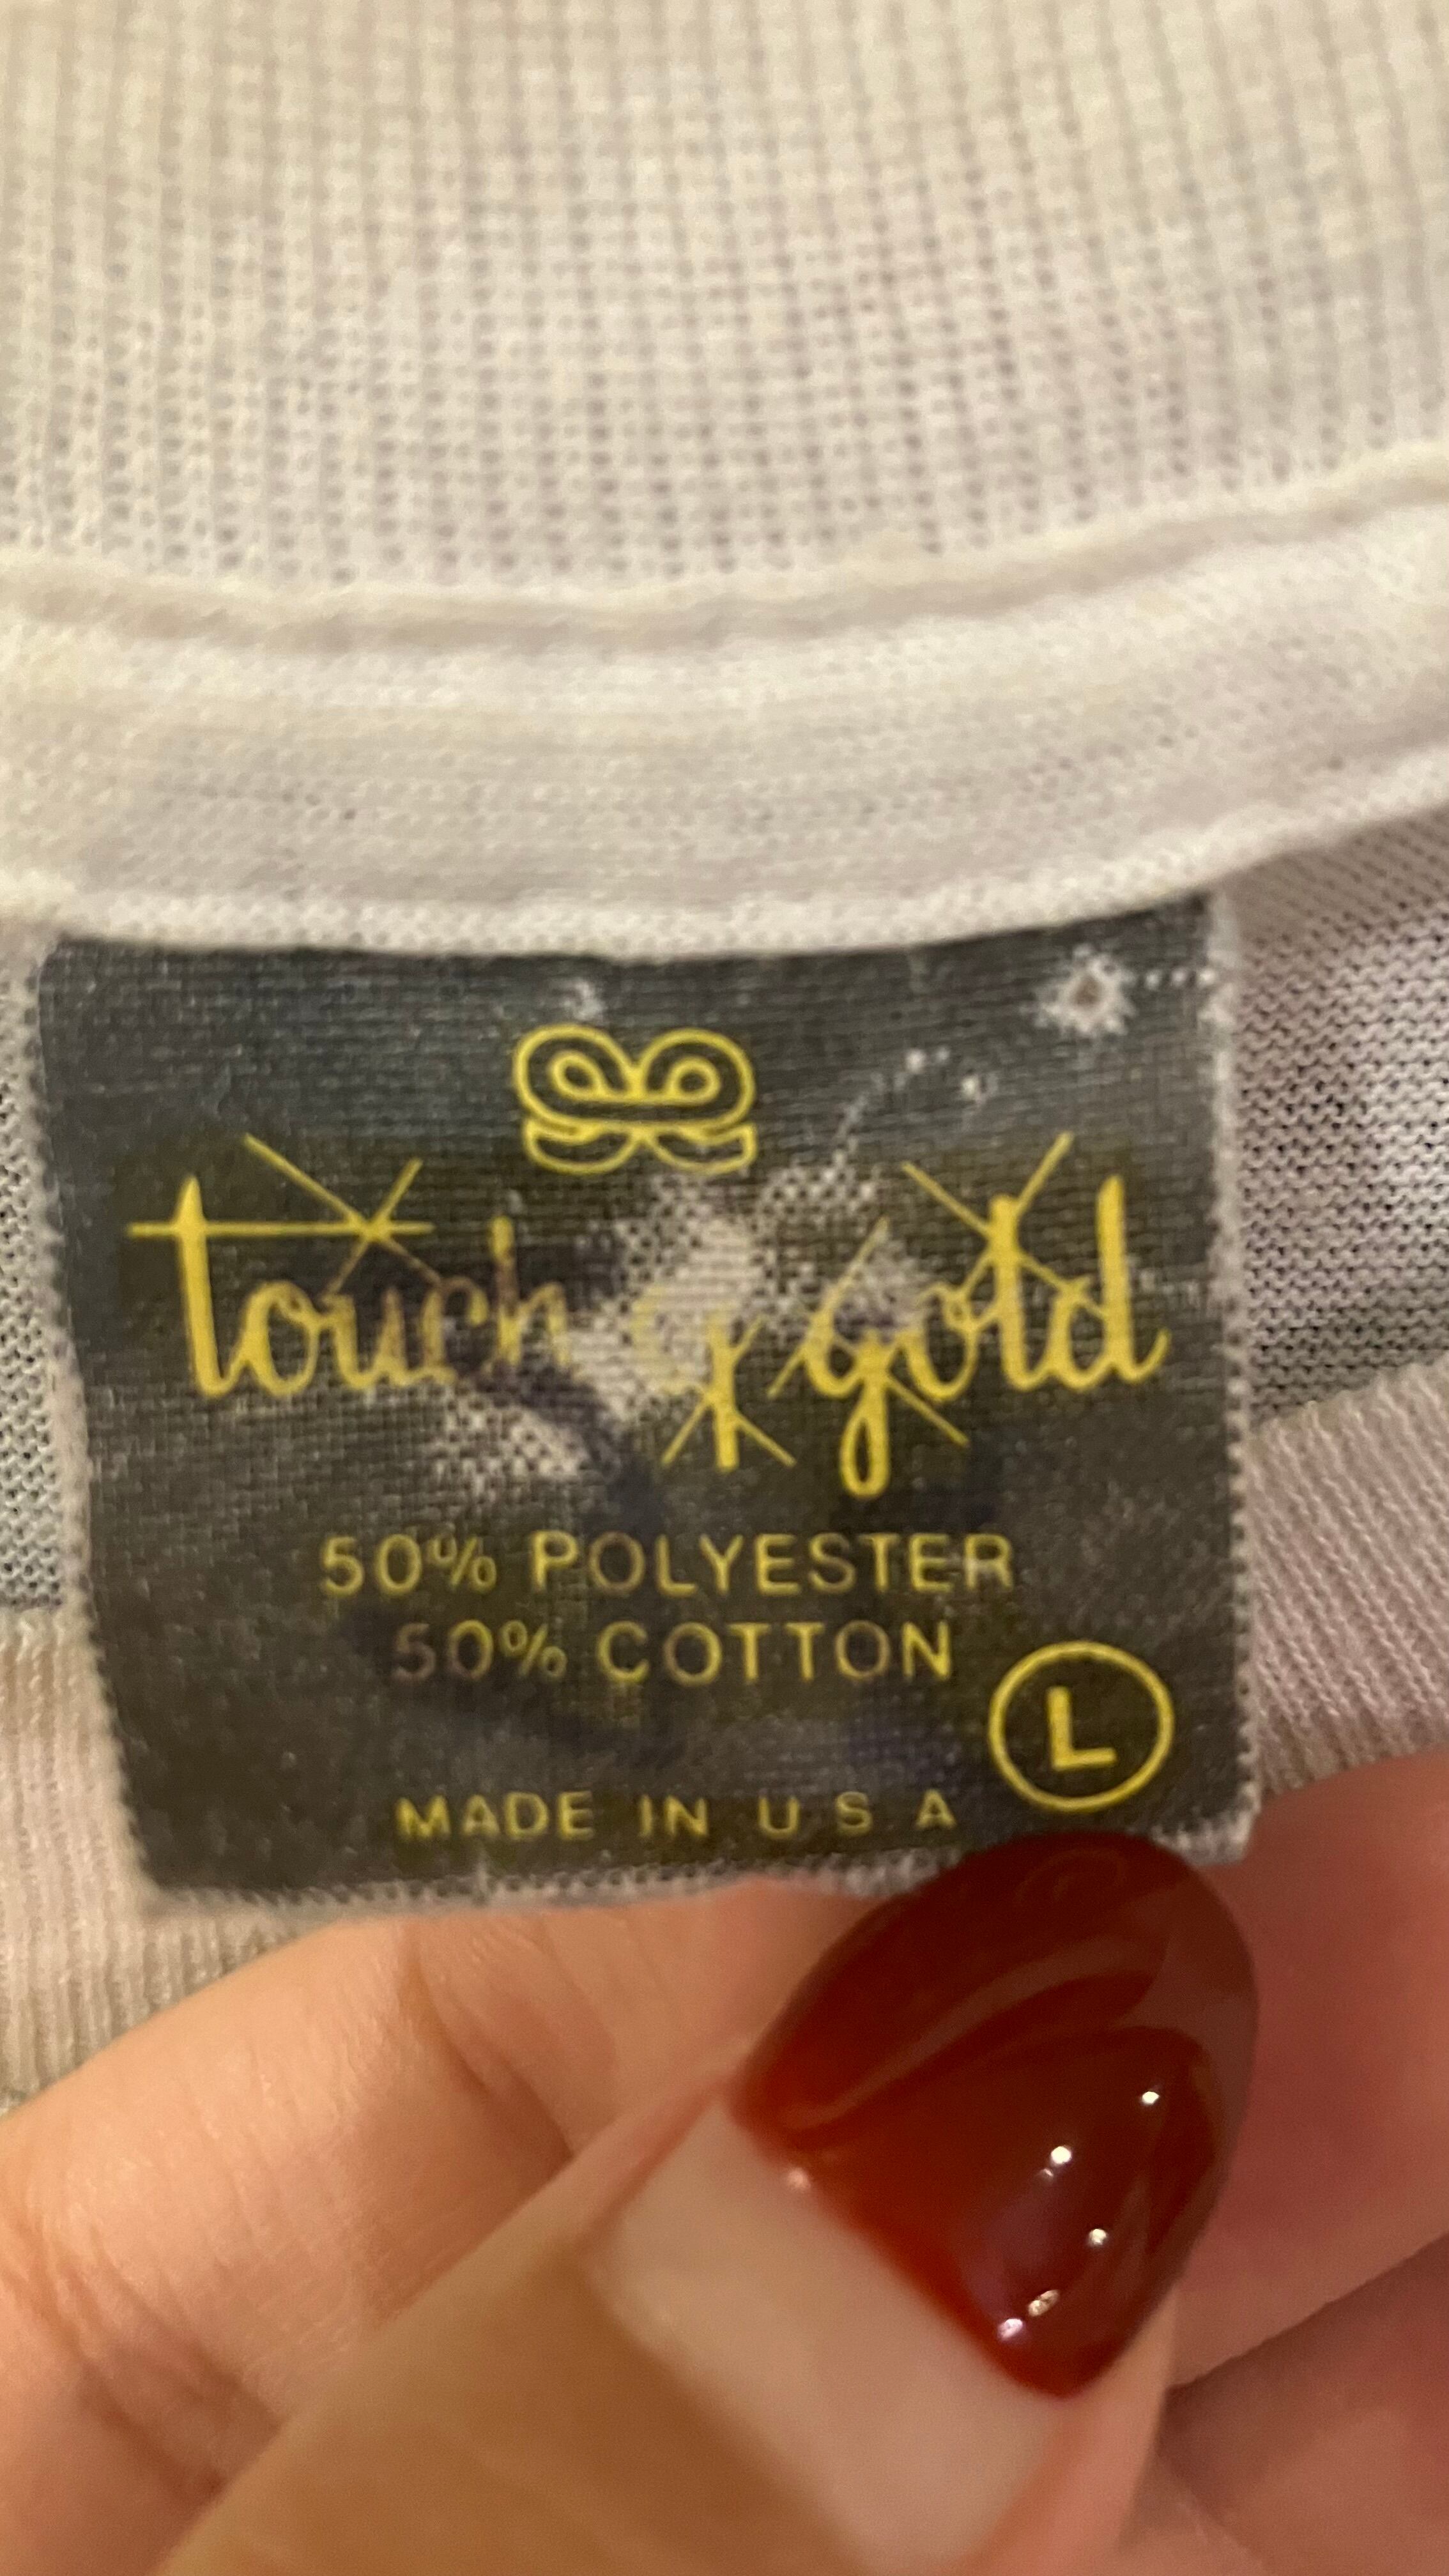 touch of gold
50% POLYESTER
50% COTTON
L
MADE IN U S A